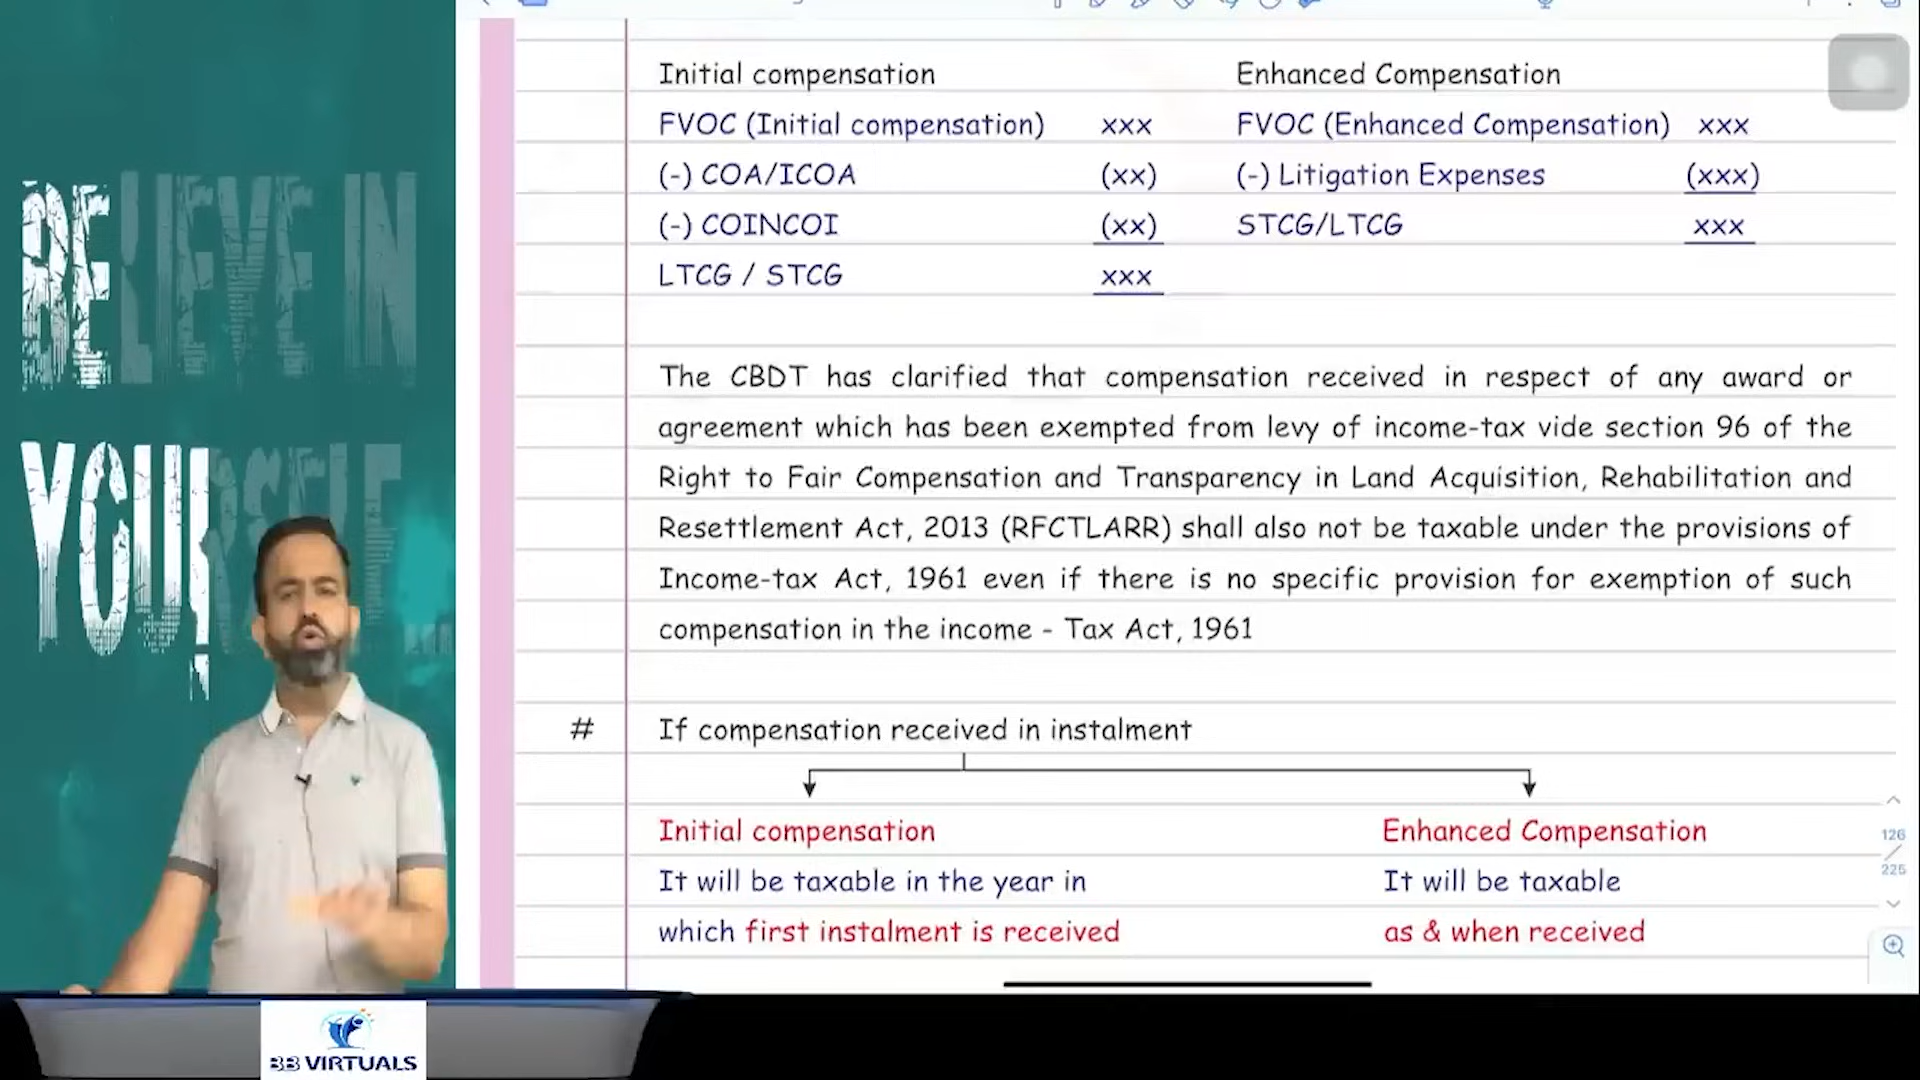 BELIEVE IN
YOURSELF...
Initial compensation Enhanced Compensation
FVOC (Initial compensation) xxx FVOC (Enhanced Compensation) xxx
(-) COA/ICOA (xx) (-) Litigation Expenses (xxx)
(-) COINCOI (xx) STCG/LTCG xxx
LTCG / STCG xxx
The CBDT has clarified that compensation received in respect of any award or
agreement which has been exempted from levy of income-tax vide section 96 of the
Right to Fair Compensation and Transparency in Land Acquisition, Rehabilitation and
Resettlement Act, 2013 (RFCTLARR) shall also not be taxable under the provisions of
Income-tax Act, 1961 even if there is no specific provision for exemption of such
compensation in the income - Tax Act, 1961
# If compensation received in instalment
Initial compensation Enhanced Compensation
It will be taxable in the year in It will be taxable
which first instalment is received as & when received
126
/
225
BB VIRTUALS